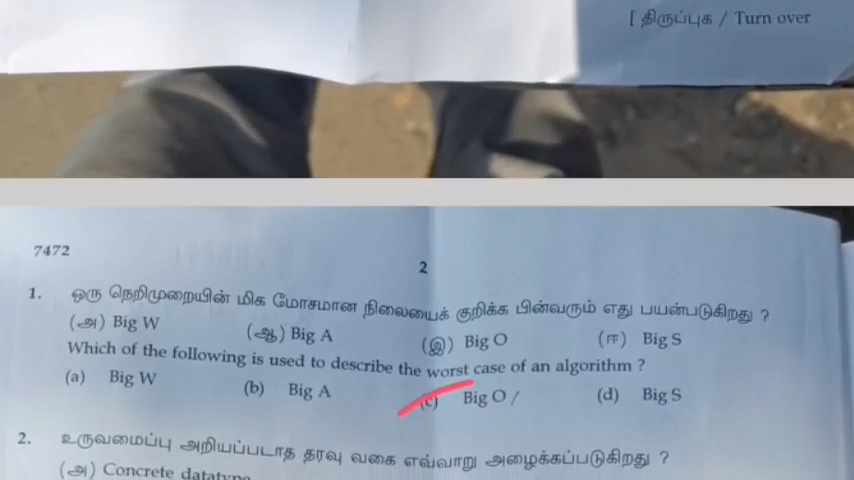 [ திருப்புக / Turn over
7472
2
1. ஒரு நெறிமுறையின் மிக மோசமான நிலையைக் குறிக்க பின்வரும் எது பயன்படுகிறது ?
(அ) Big W (ஆ) Big A (இ) Big O (ஈ) Big S
Which of the following is used to describe the worst case of an algorithm ?
(a) Big W (b) Big A (c) Big O / (d) Big S
2. உருவமைப்பு அறியப்படாத தரவு வகை எவ்வாறு அழைக்கப்படுகிறது ?
(அ) Concrete datatype